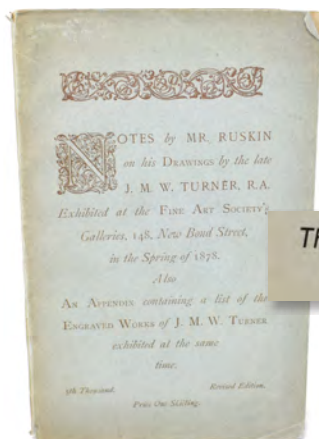 NOTES by MR. RUSKIN
on his DRAWINGS by the late
J. M. W. TURNER, R.A.
Exhibited at the FINE ART SOCIETY'S
Galleries, 148, New Bond Street,
in the Spring of 1878.
Also
AN APPENDIX containing a list of the
ENGRAVED WORKS of J. M. W. TURNER
exhibited at the same
time.
Thousand. Revised Edition.
Price One Shilling.